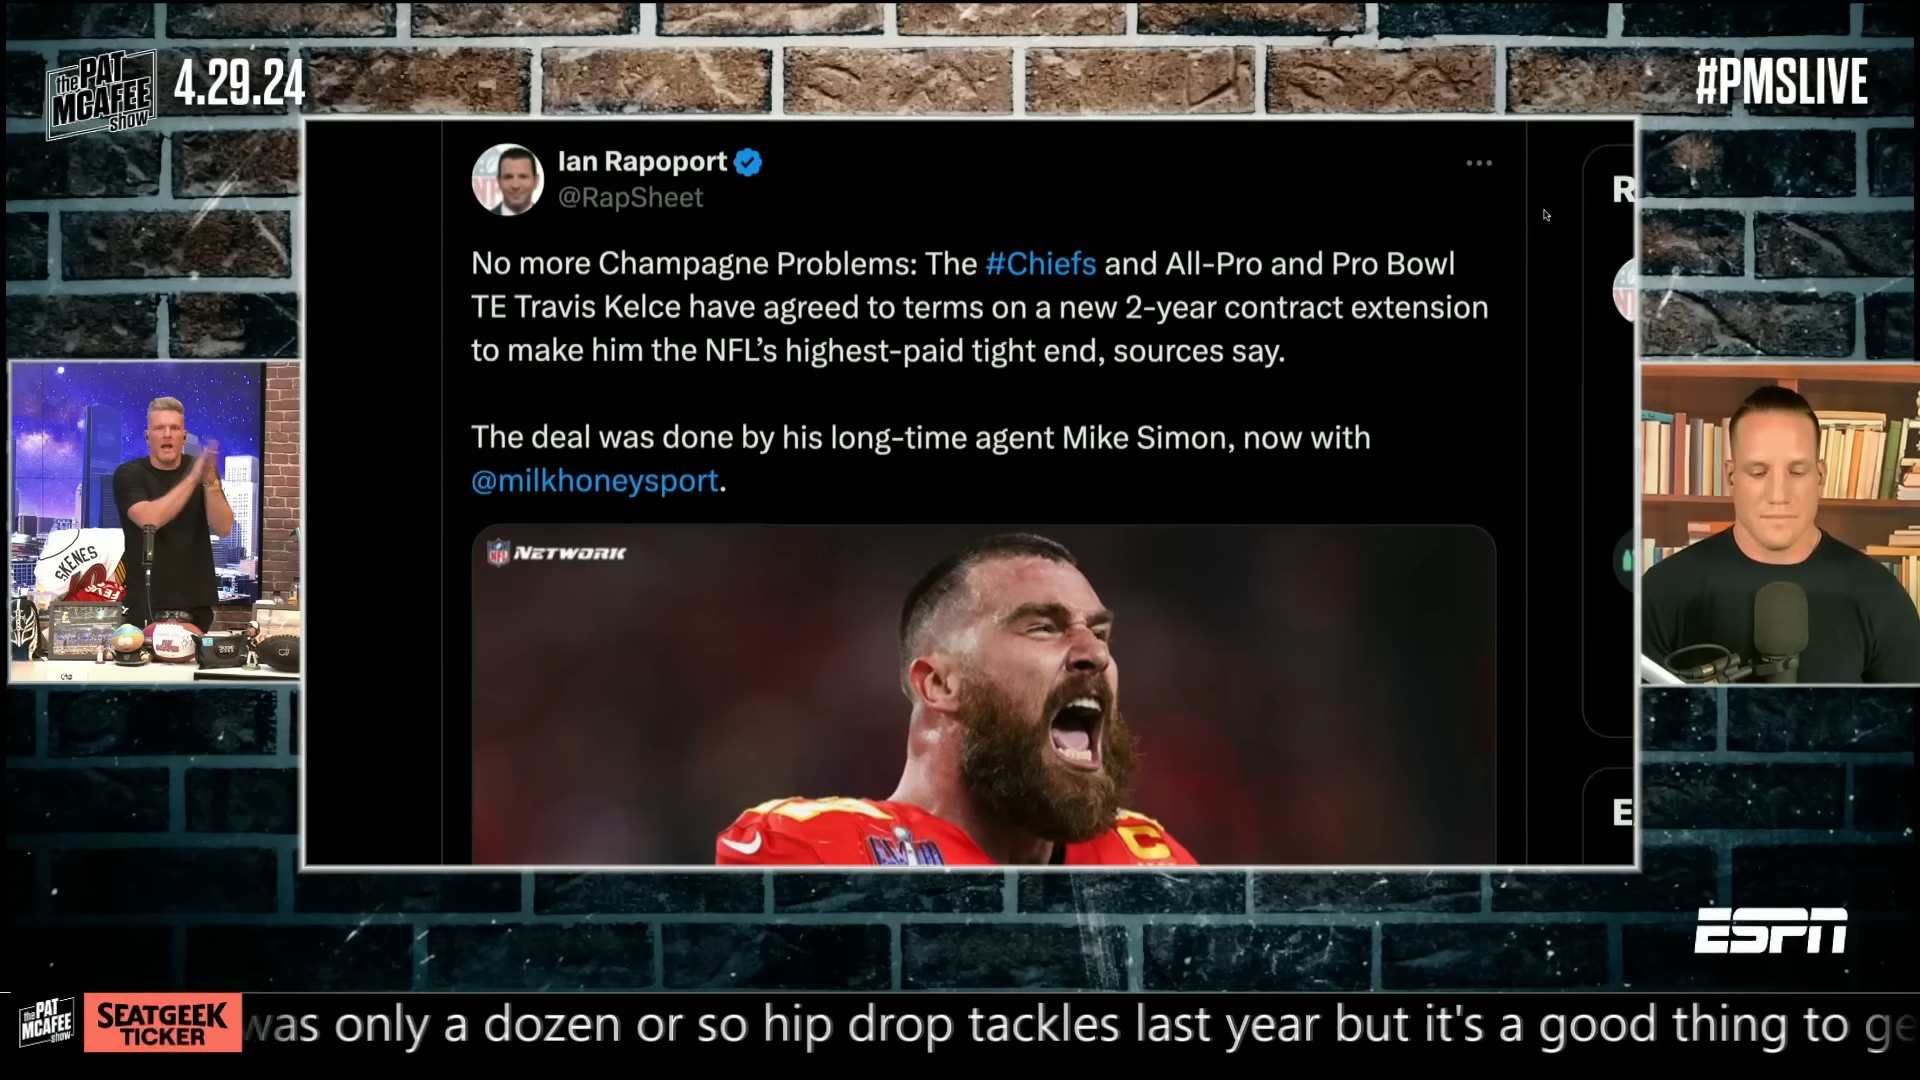 the PAT
MCAFEE
show
4.29.24
#PMSLIVE
Ian Rapoport
@RapSheet
R
No more Champagne Problems: The #Chiefs and All-Pro and Pro Bowl
TE Travis Kelce have agreed to terms on a new 2-year contract extension
to make him the NFL’s highest-paid tight end, sources say.
The deal was done by his long-time agent Mike Simon, now with
@milkhoneysport.
NFL NETWORK
SKENES
C
E
ESPN
the PAT
MCAFEE
show
SEATGEEK
TICKER
was only a dozen or so hip drop tackles last year but it's a good thing to ge